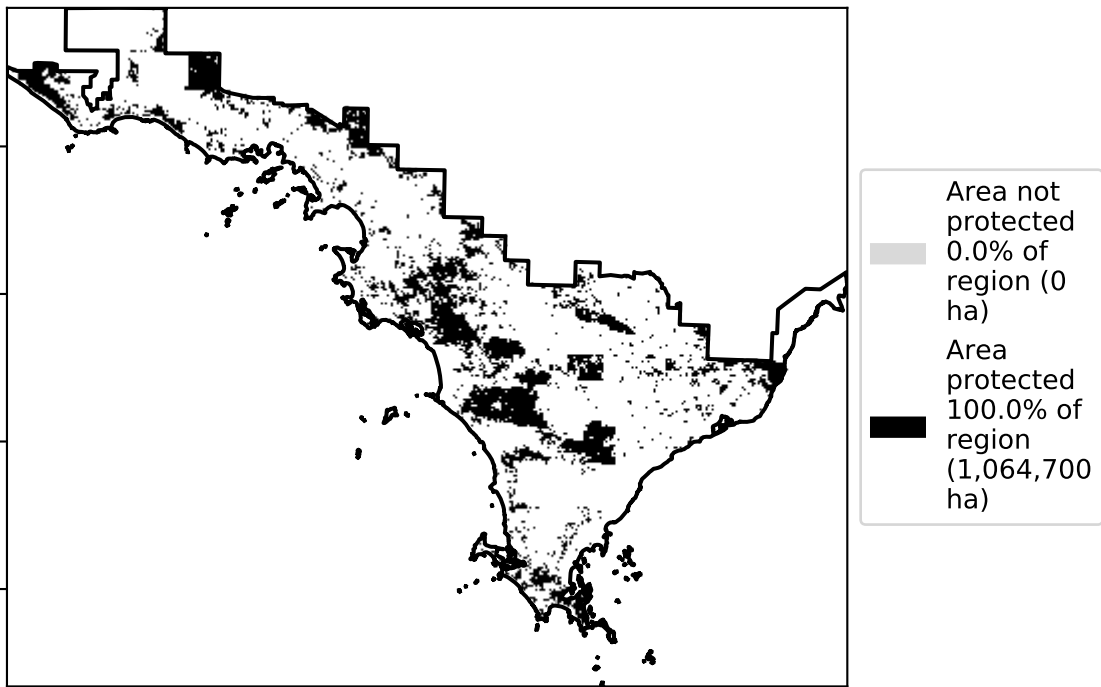 Area not
protected
0.0% of
region (0
ha)
Area
protected
100.0% of
region
(1,064,700
ha)